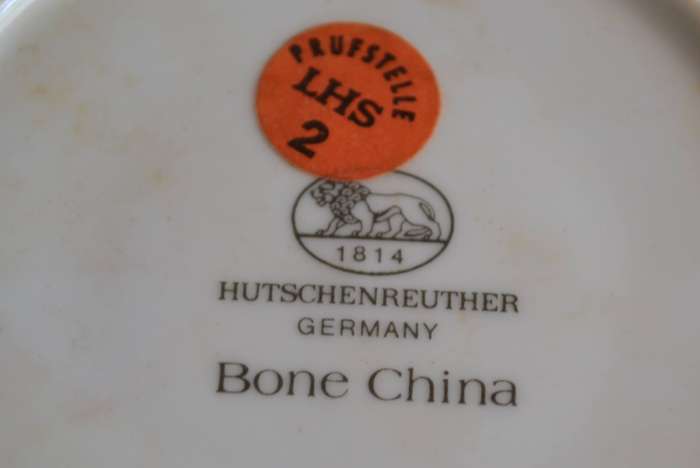 PRUFSTELLE
LHS
2
1814
HUTSCHENREUTHER
GERMANY
Bone China